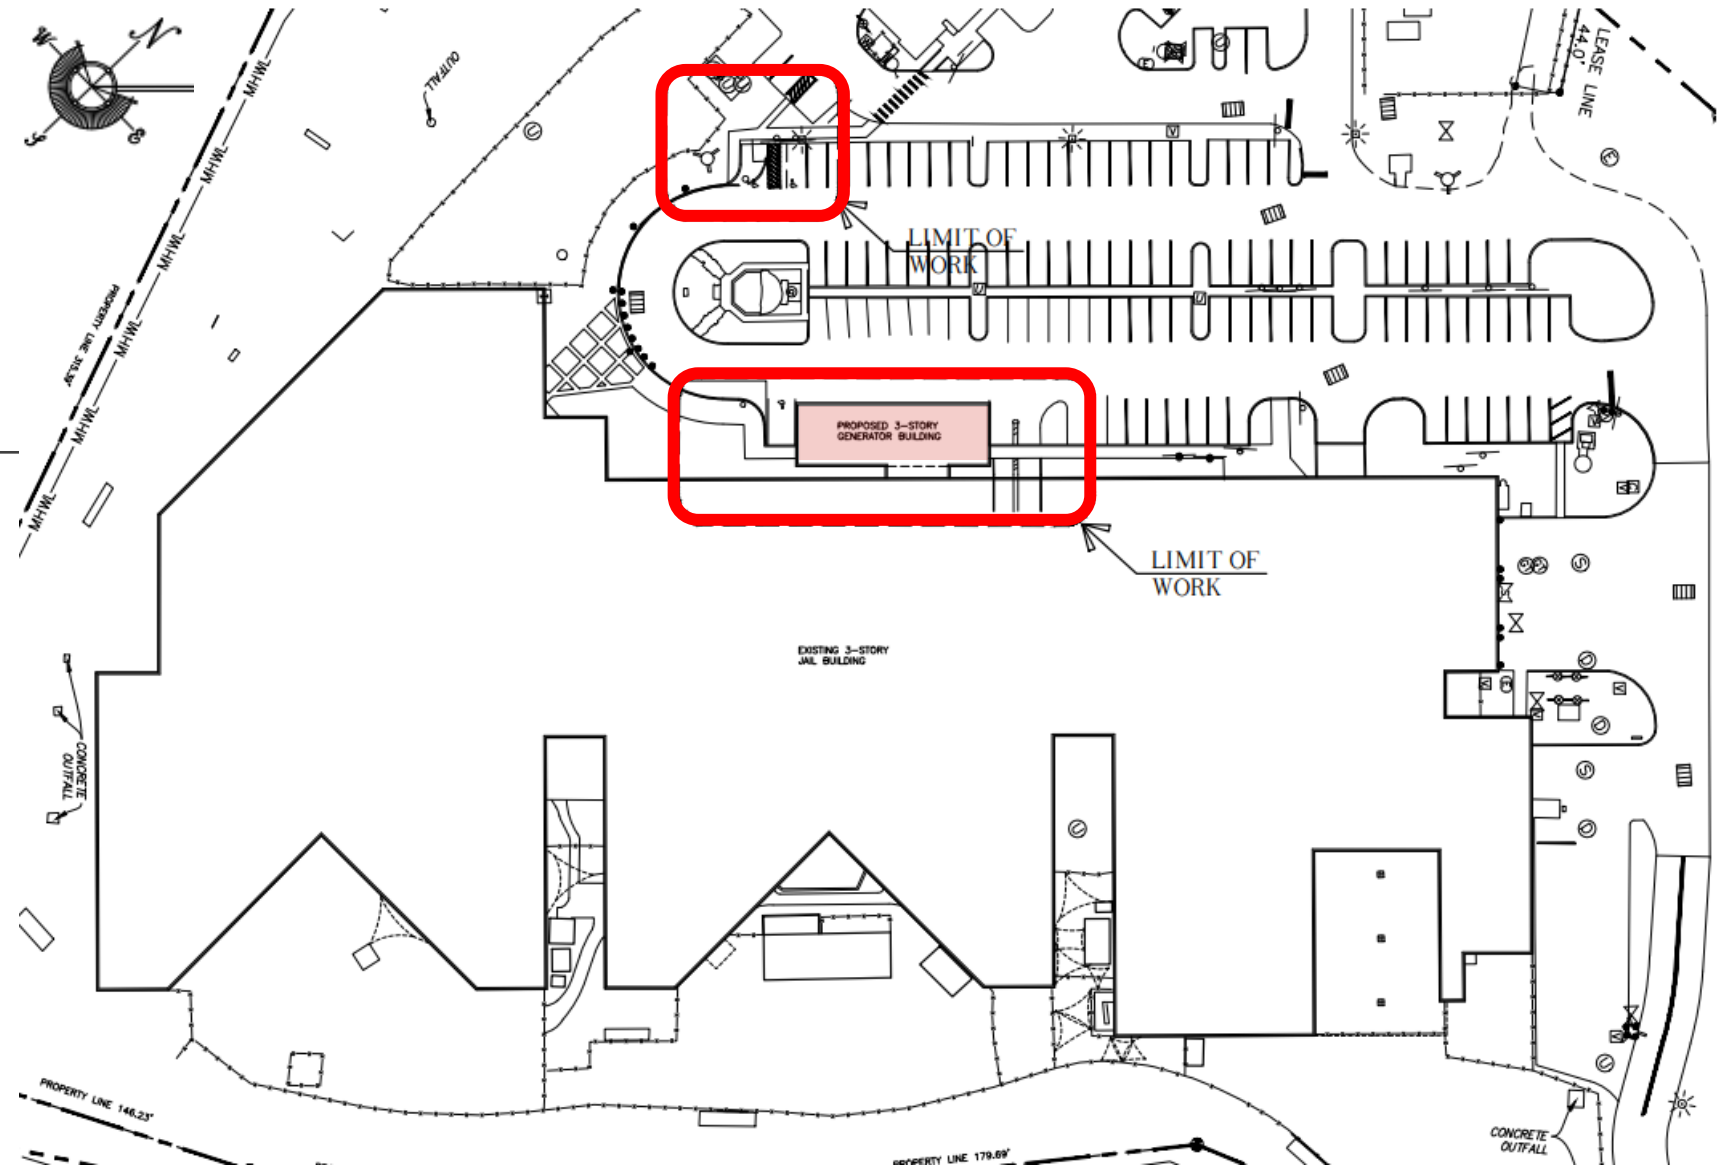 N
W
S
E
MHWL
OUTFALL
LEASE LINE
44.0'
MHWL
LIMIT OF
WORK
MHWL
PROPERTY LINE 315.39'
MHWL
PROPOSED 3-STORY
GENERATOR BUILDING
MHWL
MHWL
LIMIT OF
WORK
EXISTING 3-STORY
JAIL BUILDING
CONCRETE
OUTFALL
PROPERTY LINE 146.23'
CONCRETE
OUTFALL
PROPERTY LINE 179.69'